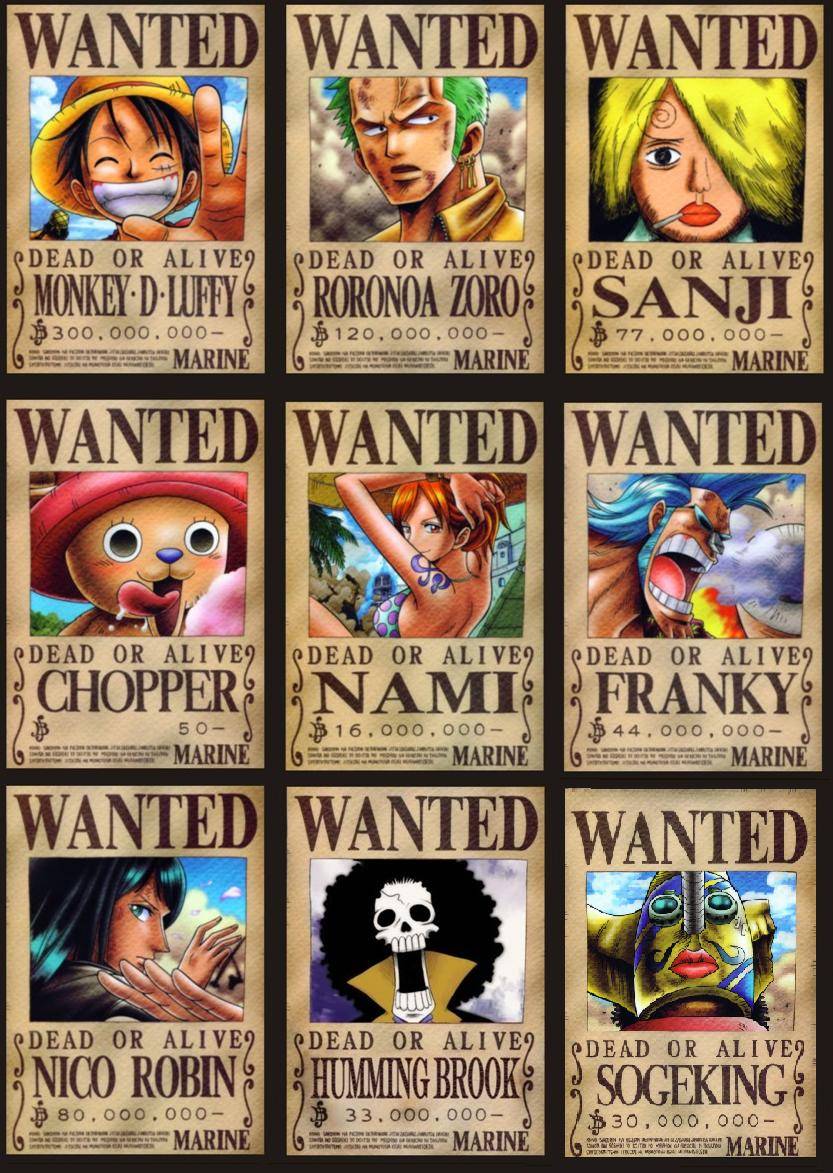 WANTED
DEAD OR ALIVE
MONKEY·D·LUFFY
฿300,000,000-
MARINE
WANTED
DEAD OR ALIVE
RORONOA ZORO
฿120,000,000-
MARINE
WANTED
DEAD OR ALIVE
SANJI
฿77,000,000-
MARINE
WANTED
DEAD OR ALIVE
CHOPPER
฿50-
MARINE
WANTED
DEAD OR ALIVE
NAMI
฿16,000,000-
MARINE
WANTED
DEAD OR ALIVE
FRANKY
฿44,000,000-
MARINE
WANTED
DEAD OR ALIVE
NICO ROBIN
฿80,000,000-
MARINE
WANTED
DEAD OR ALIVE
HUMMING BROOK
฿33,000,000-
MARINE
WANTED
DEAD OR ALIVE
SOGEKING
฿30,000,000-
MARINE